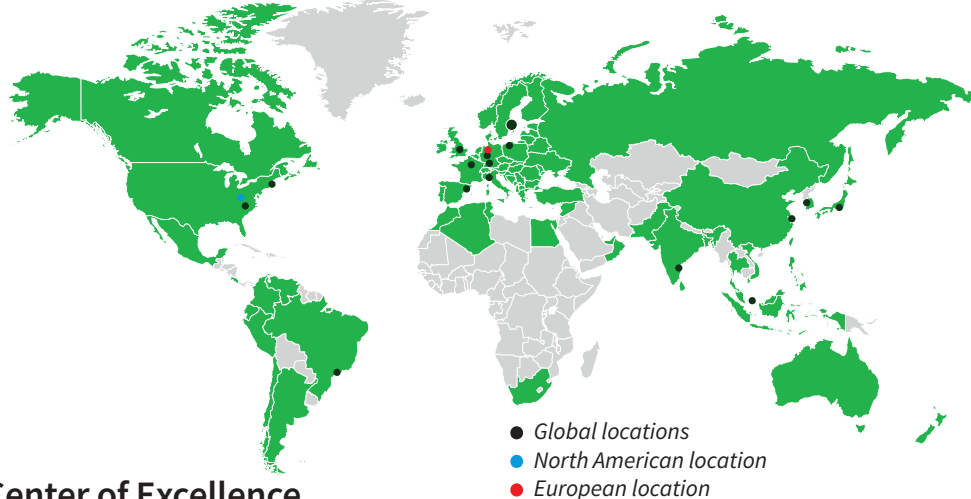 Global locations
North American location
European location
Center of Excellence